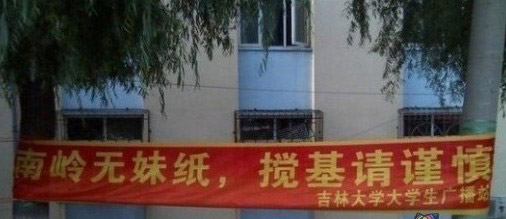 南岭无妹纸，搅基请谨慎
吉林大学大学生广播站